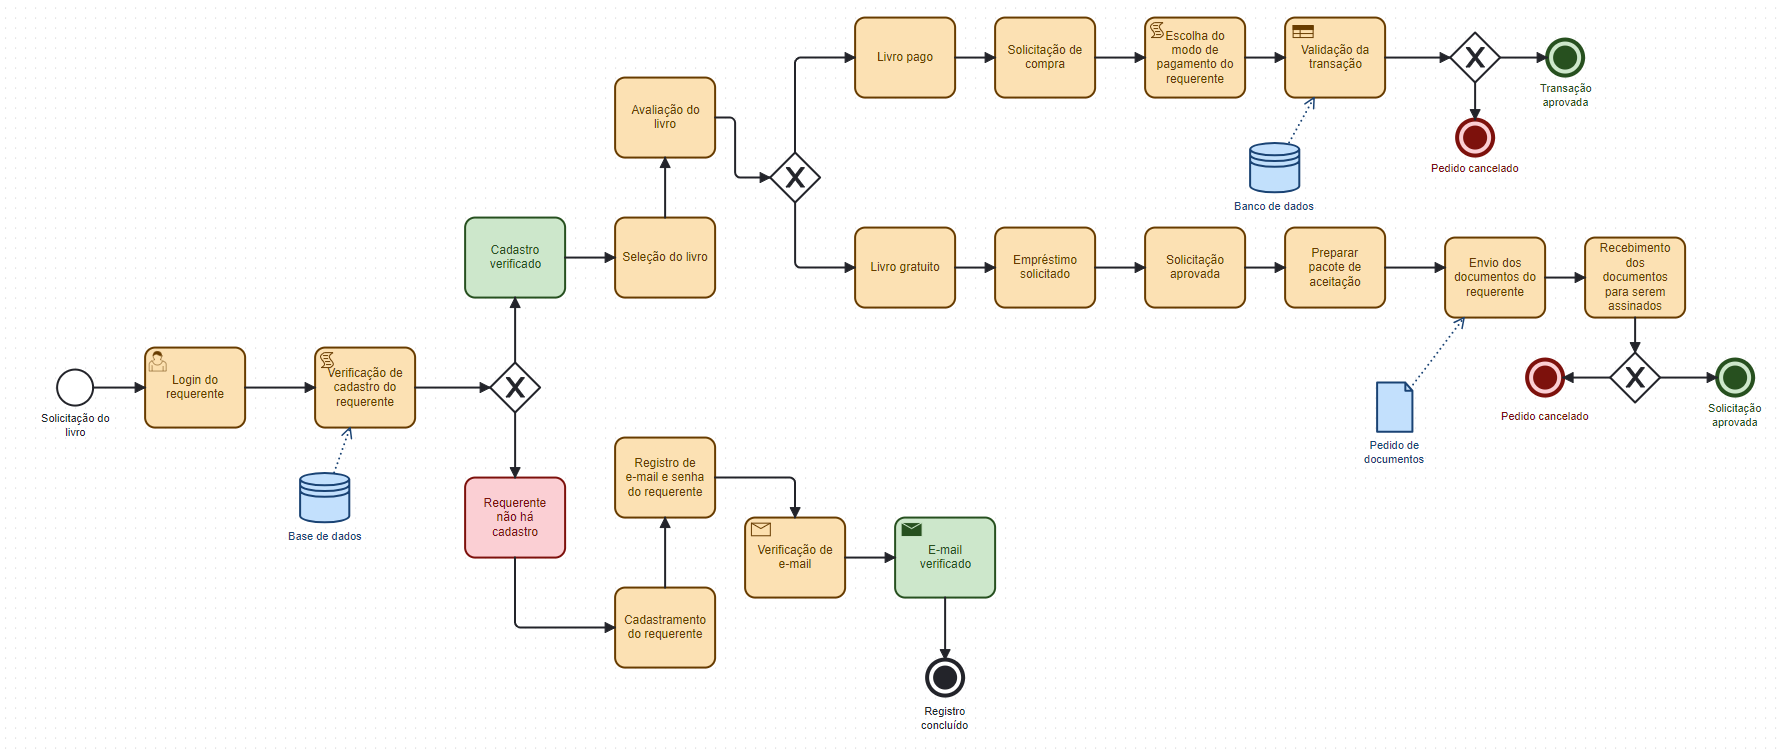 Solicitação do
livro
Login do
requerente
Verificação de
cadastro do
requerente
Base de dados
Cadastro
verificado
Seleção do livro
Avaliação do
livro
Livro pago
Solicitação de
compra
Escolha do
modo de
pagamento do
requerente
Validação da
transação
Banco de dados
Transação
aprovada
Pedido cancelado
Livro gratuito
Empréstimo
solicitado
Solicitação
aprovada
Preparar
pacote de
aceitação
Envio dos
documentos do
requerente
Recebimento
dos
documentos
para serem
assinados
Pedido de
documentos
Pedido cancelado
Solicitação
aprovada
Requerente
não há
cadastro
Cadastramento
do requerente
Registro de
e-mail e senha
do requerente
Verificação de
e-mail
E-mail
verificado
Registro
concluído